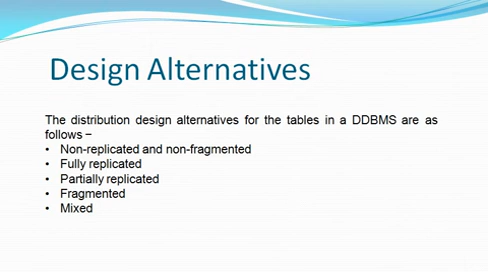 Design Alternatives
The distribution design alternatives for the tables in a DDBMS are as
follows −
• Non-replicated and non-fragmented
• Fully replicated
• Partially replicated
• Fragmented
• Mixed